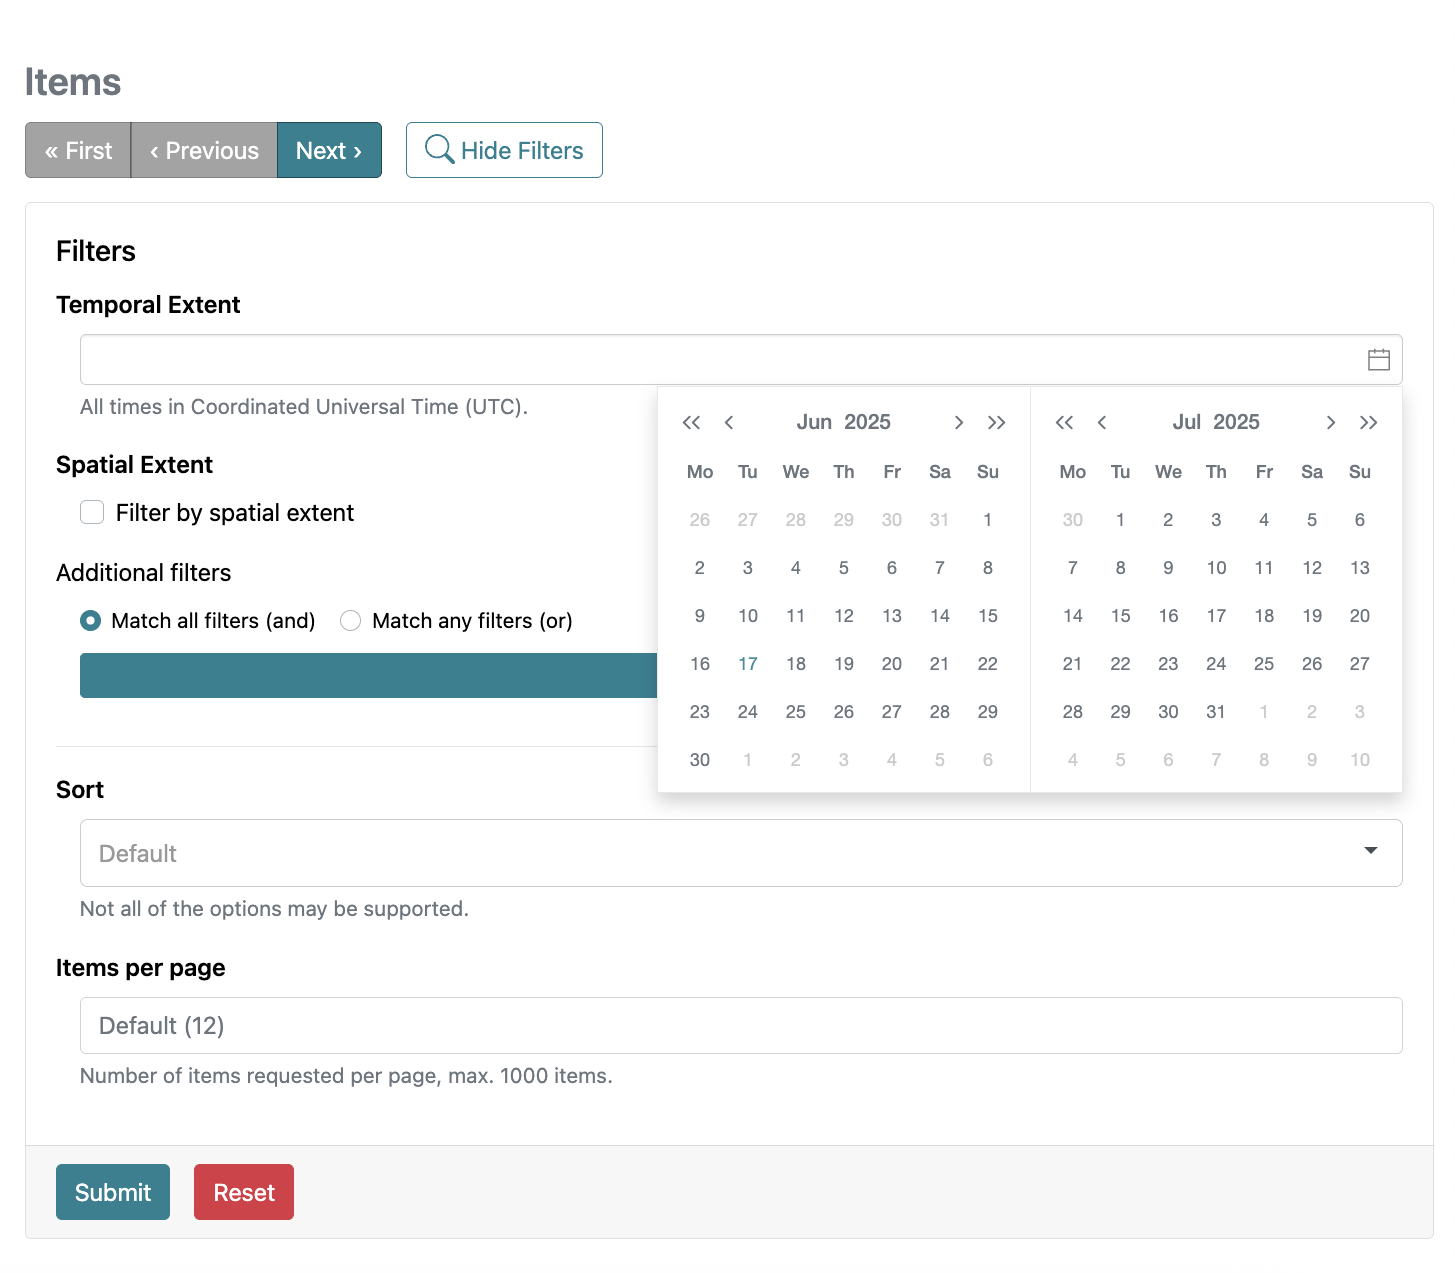 Items
« First ‹ Previous Next › Hide Filters
Filters
Temporal Extent
All times in Coordinated Universal Time (UTC).
Jun 2025
Mo Tu We Th Fr Sa Su
26 27 28 29 30 31 1
2 3 4 5 6 7 8
9 10 11 12 13 14 15
16 17 18 19 20 21 22
23 24 25 26 27 28 29
30 1 2 3 4 5 6
Jul 2025
Mo Tu We Th Fr Sa Su
30 1 2 3 4 5 6
7 8 9 10 11 12 13
14 15 16 17 18 19 20
21 22 23 24 25 26 27
28 29 30 31 1 2 3
4 5 6 7 8 9 10
Spatial Extent
Filter by spatial extent
Additional filters
Match all filters (and) Match any filters (or)
Sort
Default
Not all of the options may be supported.
Items per page
Default (12)
Number of items requested per page, max. 1000 items.
Submit Reset